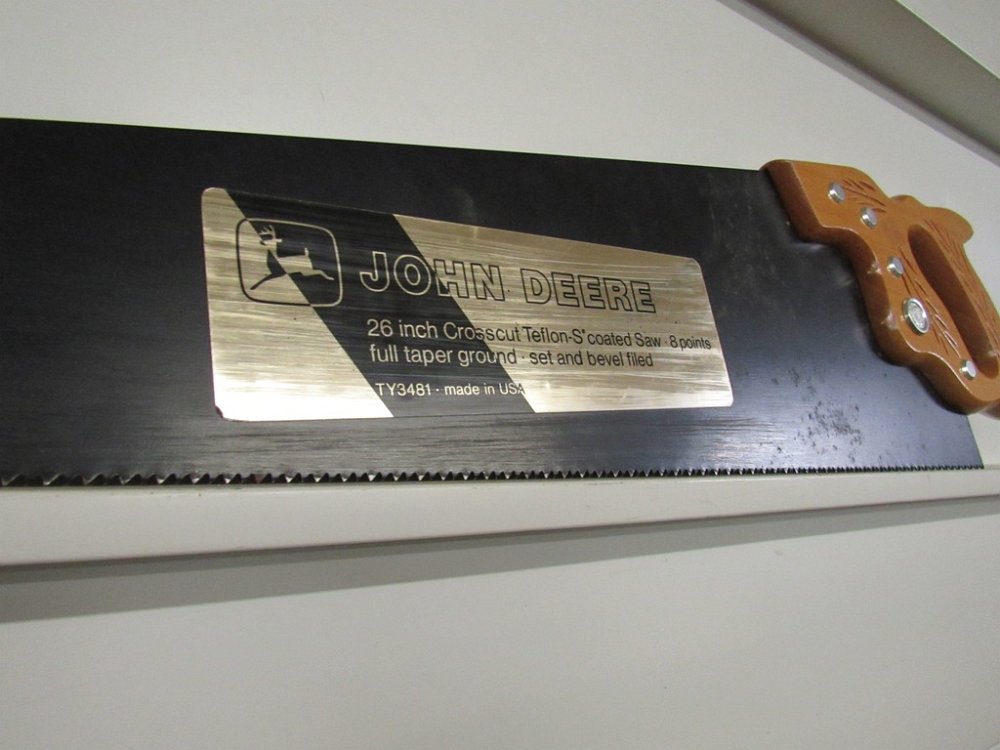 JOHN DEERE
26 inch Crosscut Teflon-S® coated Saw · 8 points
full taper ground · set and bevel filed
TY3481 · made in USA